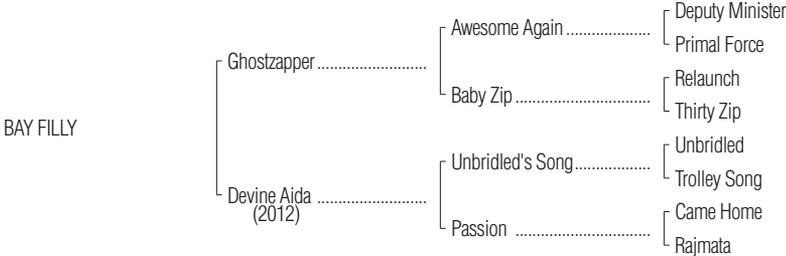 Deputy Minister
Awesome Again ....................
Primal Force
Ghostzapper ..........................
Relaunch
Baby Zip ................................
Thirty Zip
BAY FILLY
Unbridled
Unbridled's Song..................
Trolley Song
Devine Aida ..........................
(2012)
Came Home
Passion ................................
Rajmata